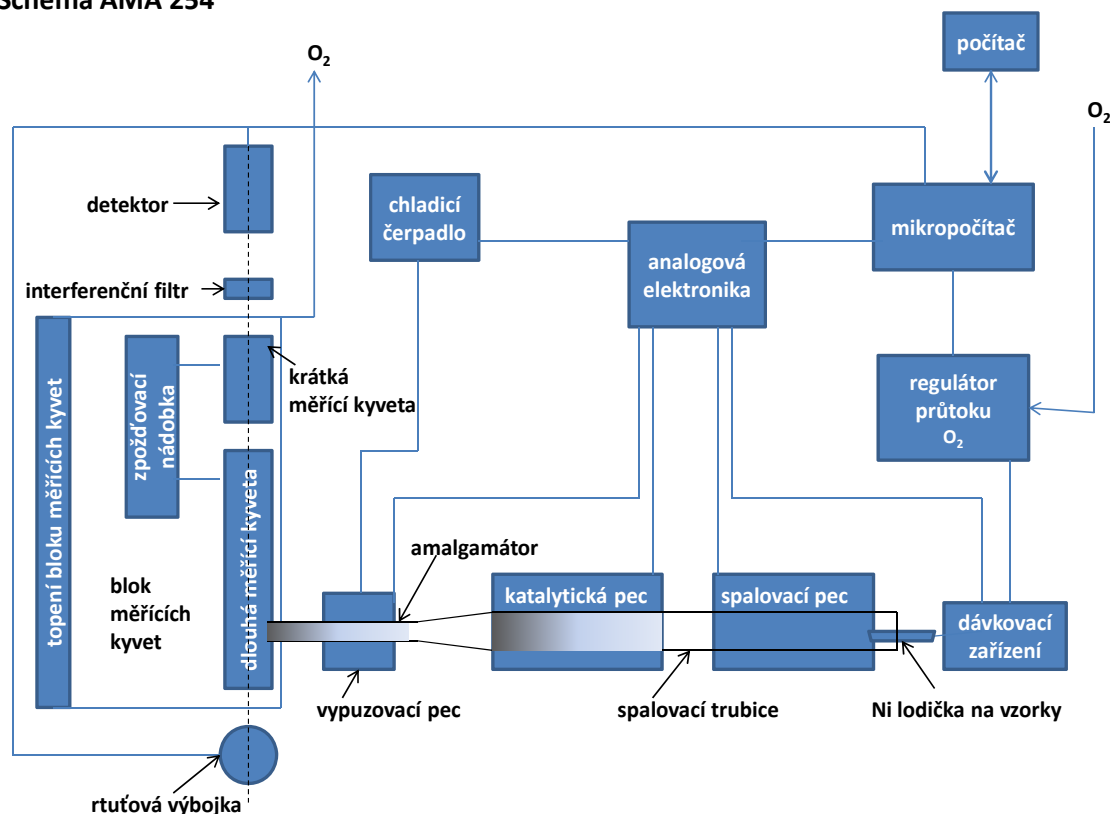 Schéma AMA 254
O₂
počítač
O₂
detektor
chladicí
čerpadlo
analogová
elektronika
mikropočítač
interferenční filtr
krátká
měřící kyveta
zpožďovací
nádobka
topení bloku měřících kyvet
dlouhá měřící kyveta
regulátor
průtoku
O₂
blok
měřících
kyvet
amalgamátor
katalytická pec
spalovací pec
dávkovací
zařízení
vypuzovací pec
spalovací trubice
Ni lodička na vzorky
rtuťová výbojka